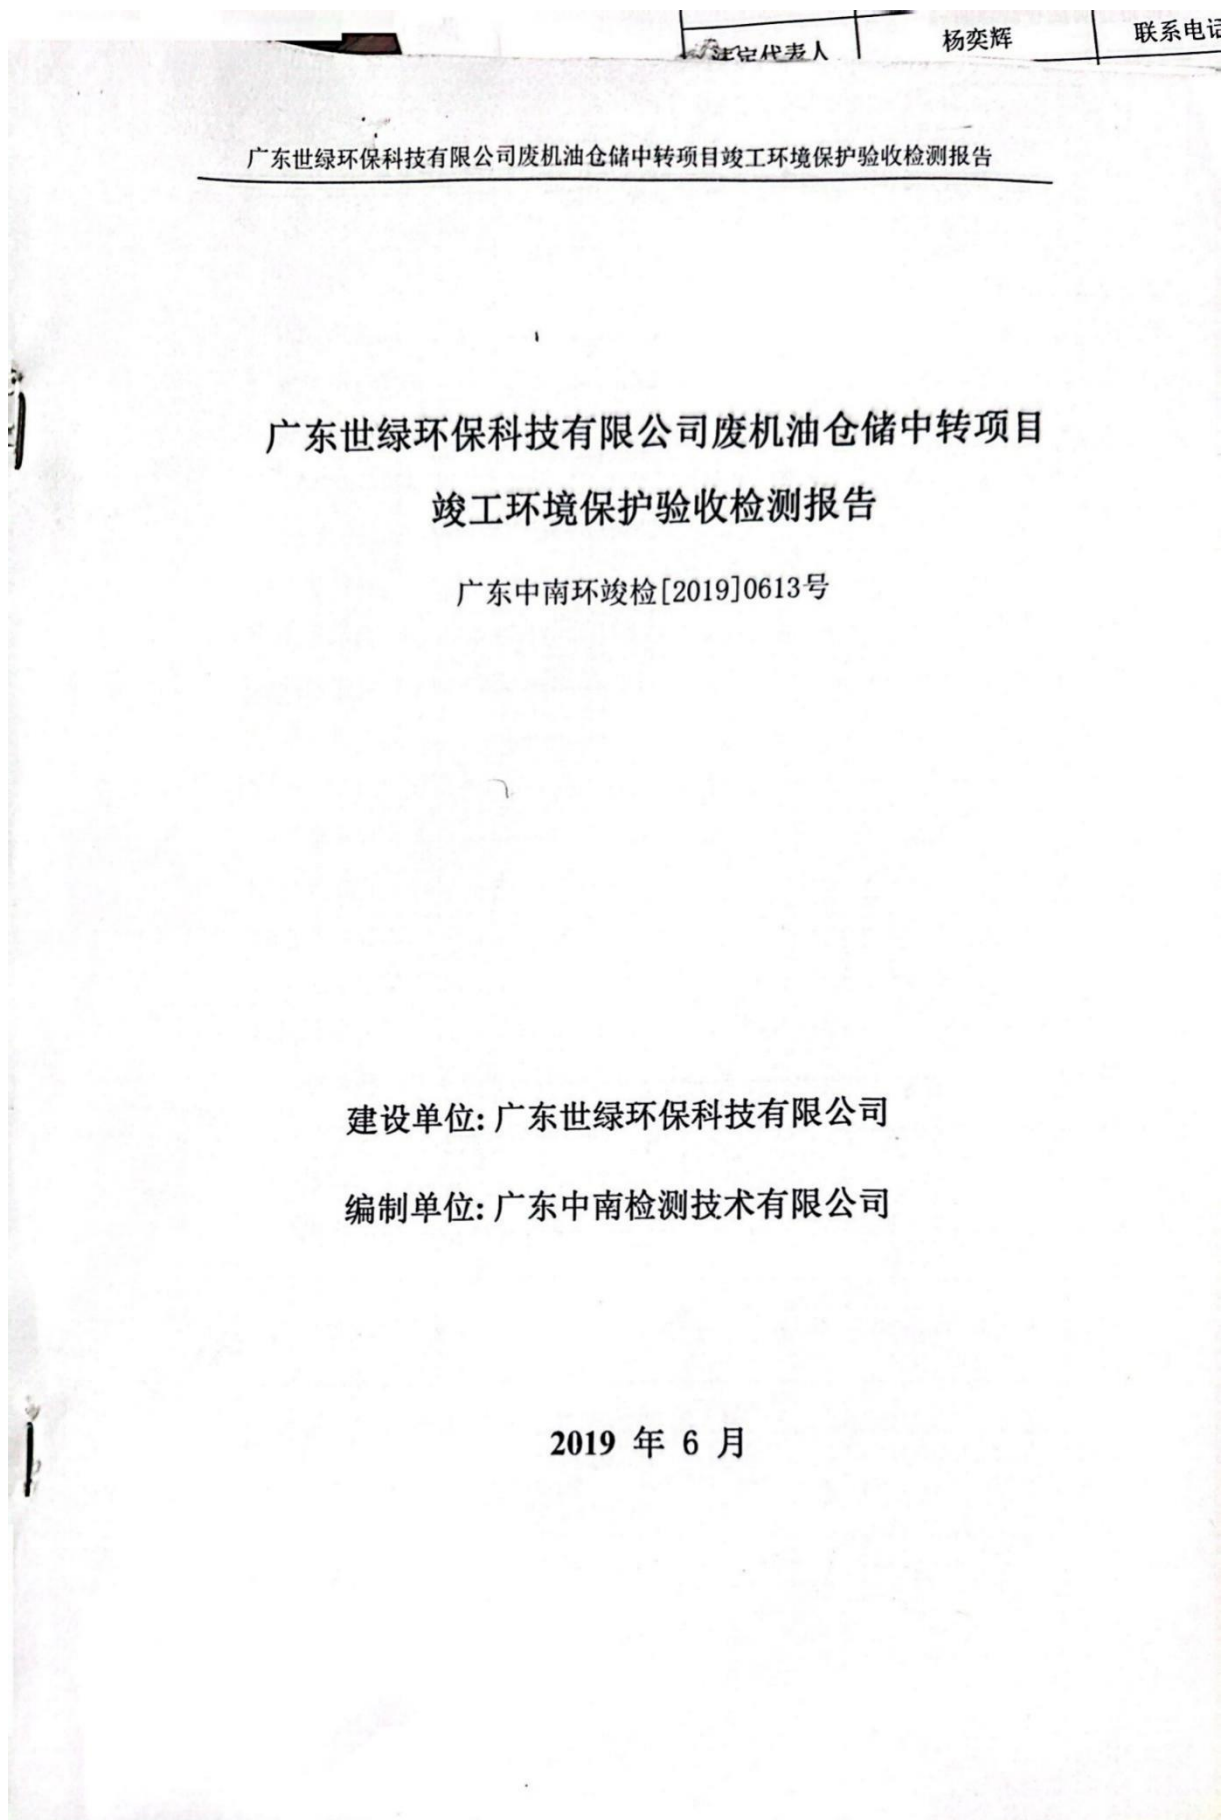 法定代表人 杨奕辉 联系电话
广东世绿环保科技有限公司废机油仓储中转项目竣工环境保护验收检测报告
广东世绿环保科技有限公司废机油仓储中转项目
竣工环境保护验收检测报告
广东中南环竣检[2019]0613号
建设单位: 广东世绿环保科技有限公司
编制单位: 广东中南检测技术有限公司
2019 年 6 月